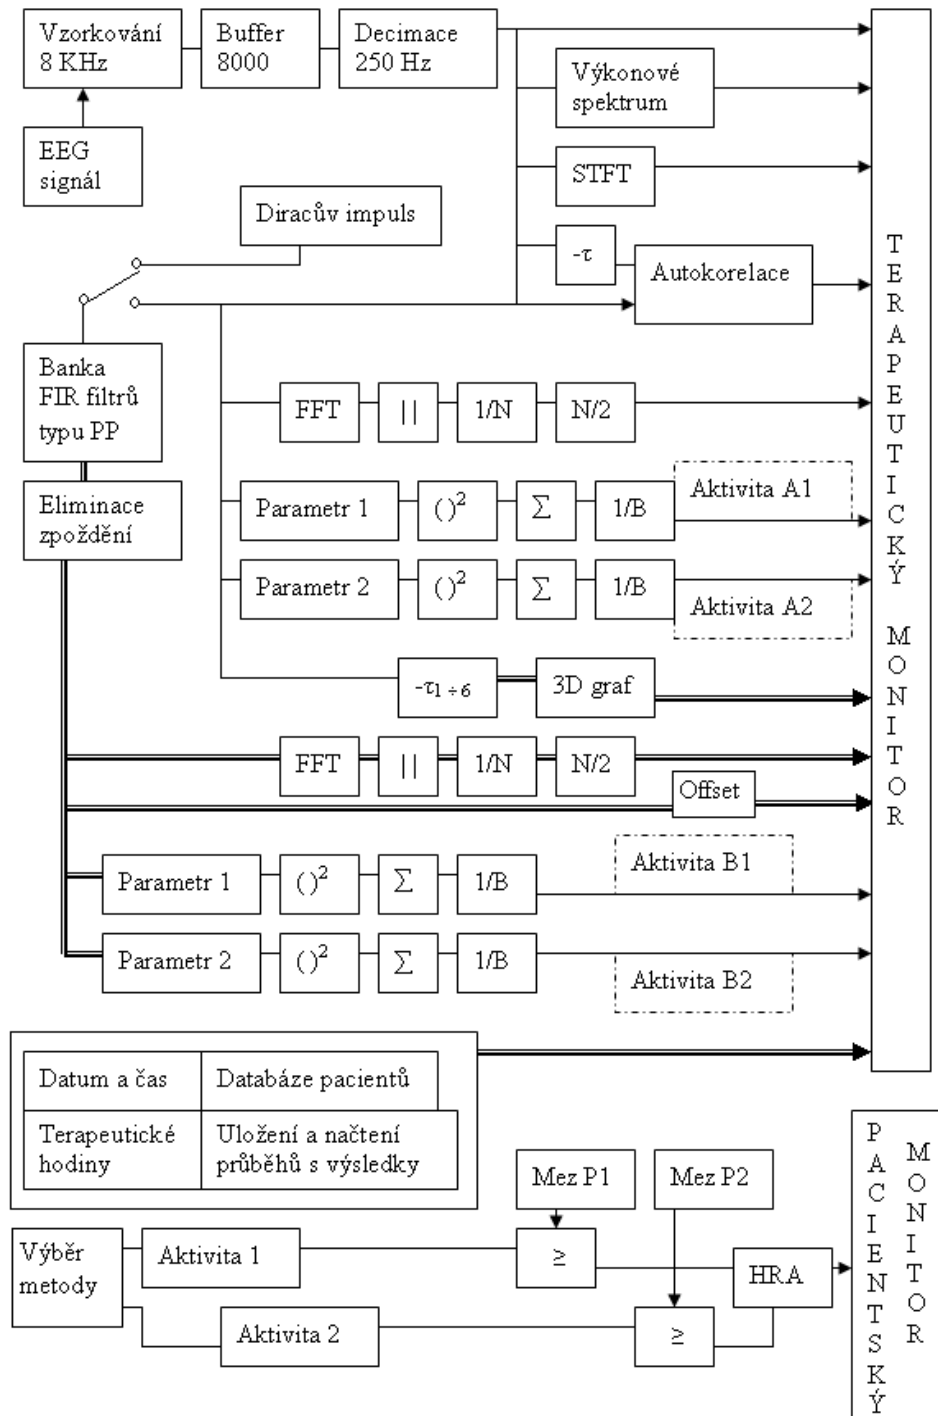 Vzorkování
8 KHz
Buffer
8000
Decimace
250 Hz
Výkonové
spektrum
EEG
signál
STFT
Diracův impuls
-τ
Autokorelace
Banka
FIR filtrů
typu PP
FFT
||
1/N
N/2
Eliminace
zpoždění
Parametr 1
()²
Σ
1/B
Aktivita A1
Parametr 2
()²
Σ
1/B
Aktivita A2
-τ₁÷₆
3D graf
FFT
||
1/N
N/2
Offset
Parametr 1
()²
Σ
1/B
Aktivita B1
Parametr 2
()²
Σ
1/B
Aktivita B2
TERAPEUTICKÝ MONITOR
Datum a čas
Databáze pacientů
Terapeutické
hodiny
Uložení a načtení
průběhů s výsledky
Mez P1
Mez P2
Výběr
metody
Aktivita 1
≥
HRA
Aktivita 2
≥
PACIENTSKÝ
MONITOR